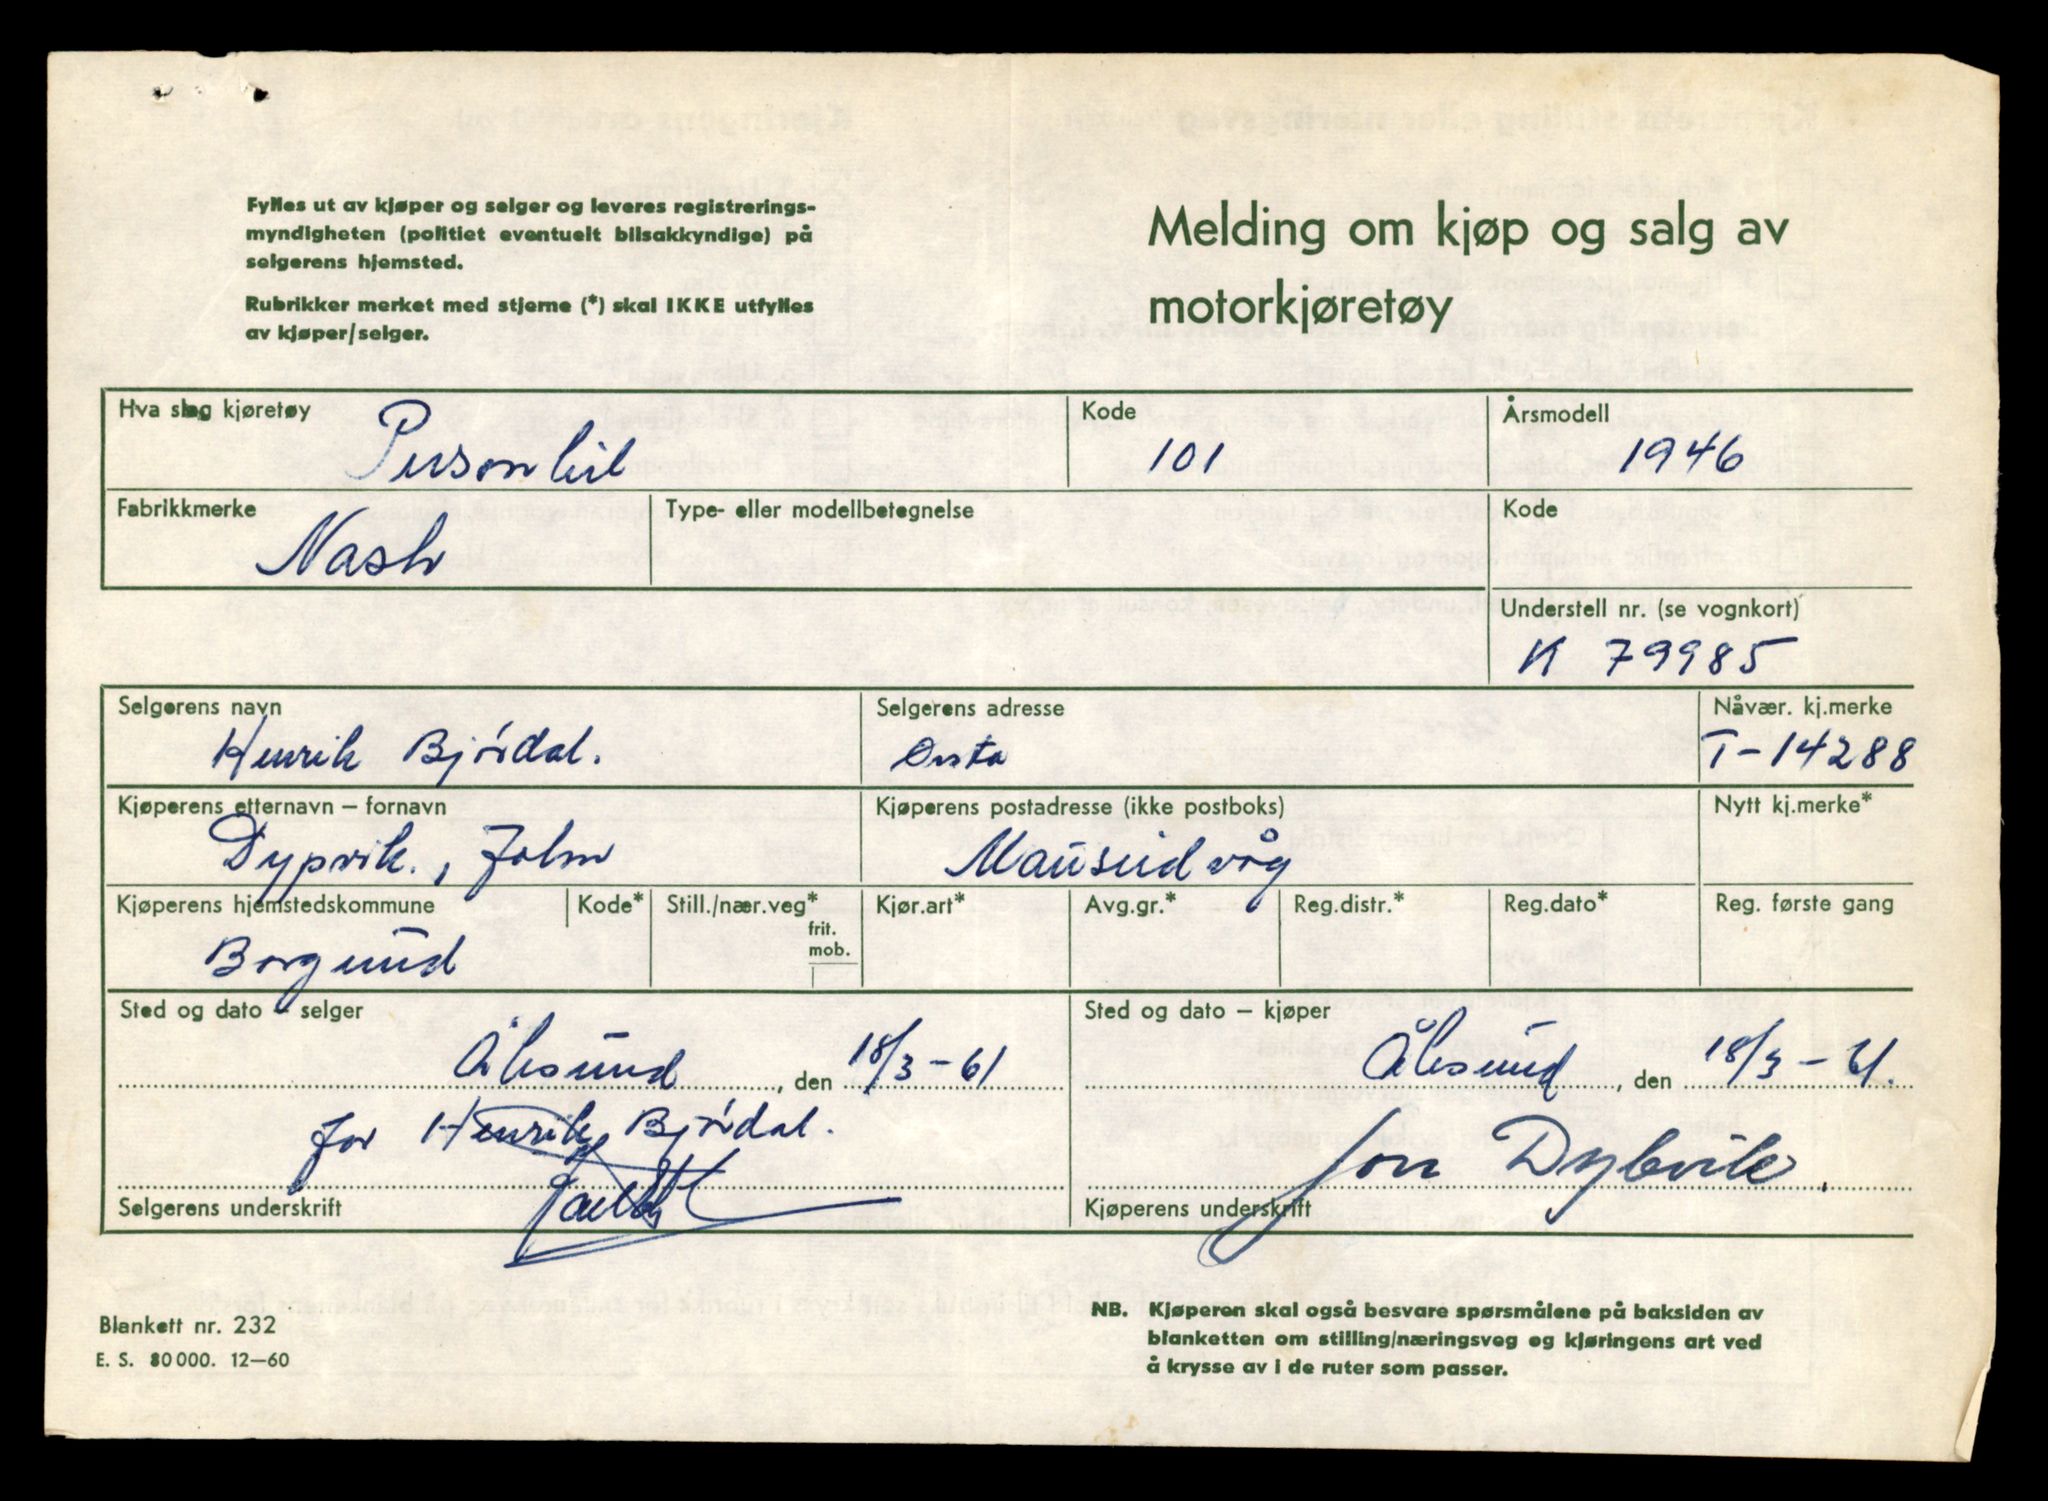 Fylles ut av kjøper og selger og leveres registrerings-
myndigheten (politiet eventuelt bilsakkyndige) på
selgerens hjemsted.
Rubrikker merket med stjerne (*) skal IKKE utfylles
av kjøper/selger.
Melding om kjøp og salg av
motorkjøretøy
Hva slag kjøretøy
Personbil
Kode
101
Årsmodell
1946
Fabrikkmerke
Nash
Type- eller modellbetegnelse
Kode
Understell nr. (se vognkort)
K 79985
Selgerens navn
Henrik Bjørdal.
Selgerens adresse
Ørsta
Nåvær. kj.merke
T-14288
Kjøperens etternavn – fornavn
Dypvik., John
Kjøperens postadresse (ikke postboks)
Mauseidvåg
Nytt kj.merke*
Kjøperens hjemstedskommune
Borgund
Kode*
Still./nær.veg*
frit.
mob.
Kjør.art*
Avg.gr.*
Reg.distr.*
Reg.dato*
Reg. første gang
Sted og dato – selger
Ålesund, den 18/3-61
for Henrik Bjørdal.
Selgerens underskrift
Sted og dato – kjøper
Ålesund, den 18/3-61.
Jon Dybvik.
Kjøperens underskrift
Blankett nr. 232
E. S. 80000. 12–60
NB. Kjøperen skal også besvare spørsmålene på baksiden av
blanketten om stilling/næringsveg og kjøringens art ved
å krysse av i de ruter som passer.